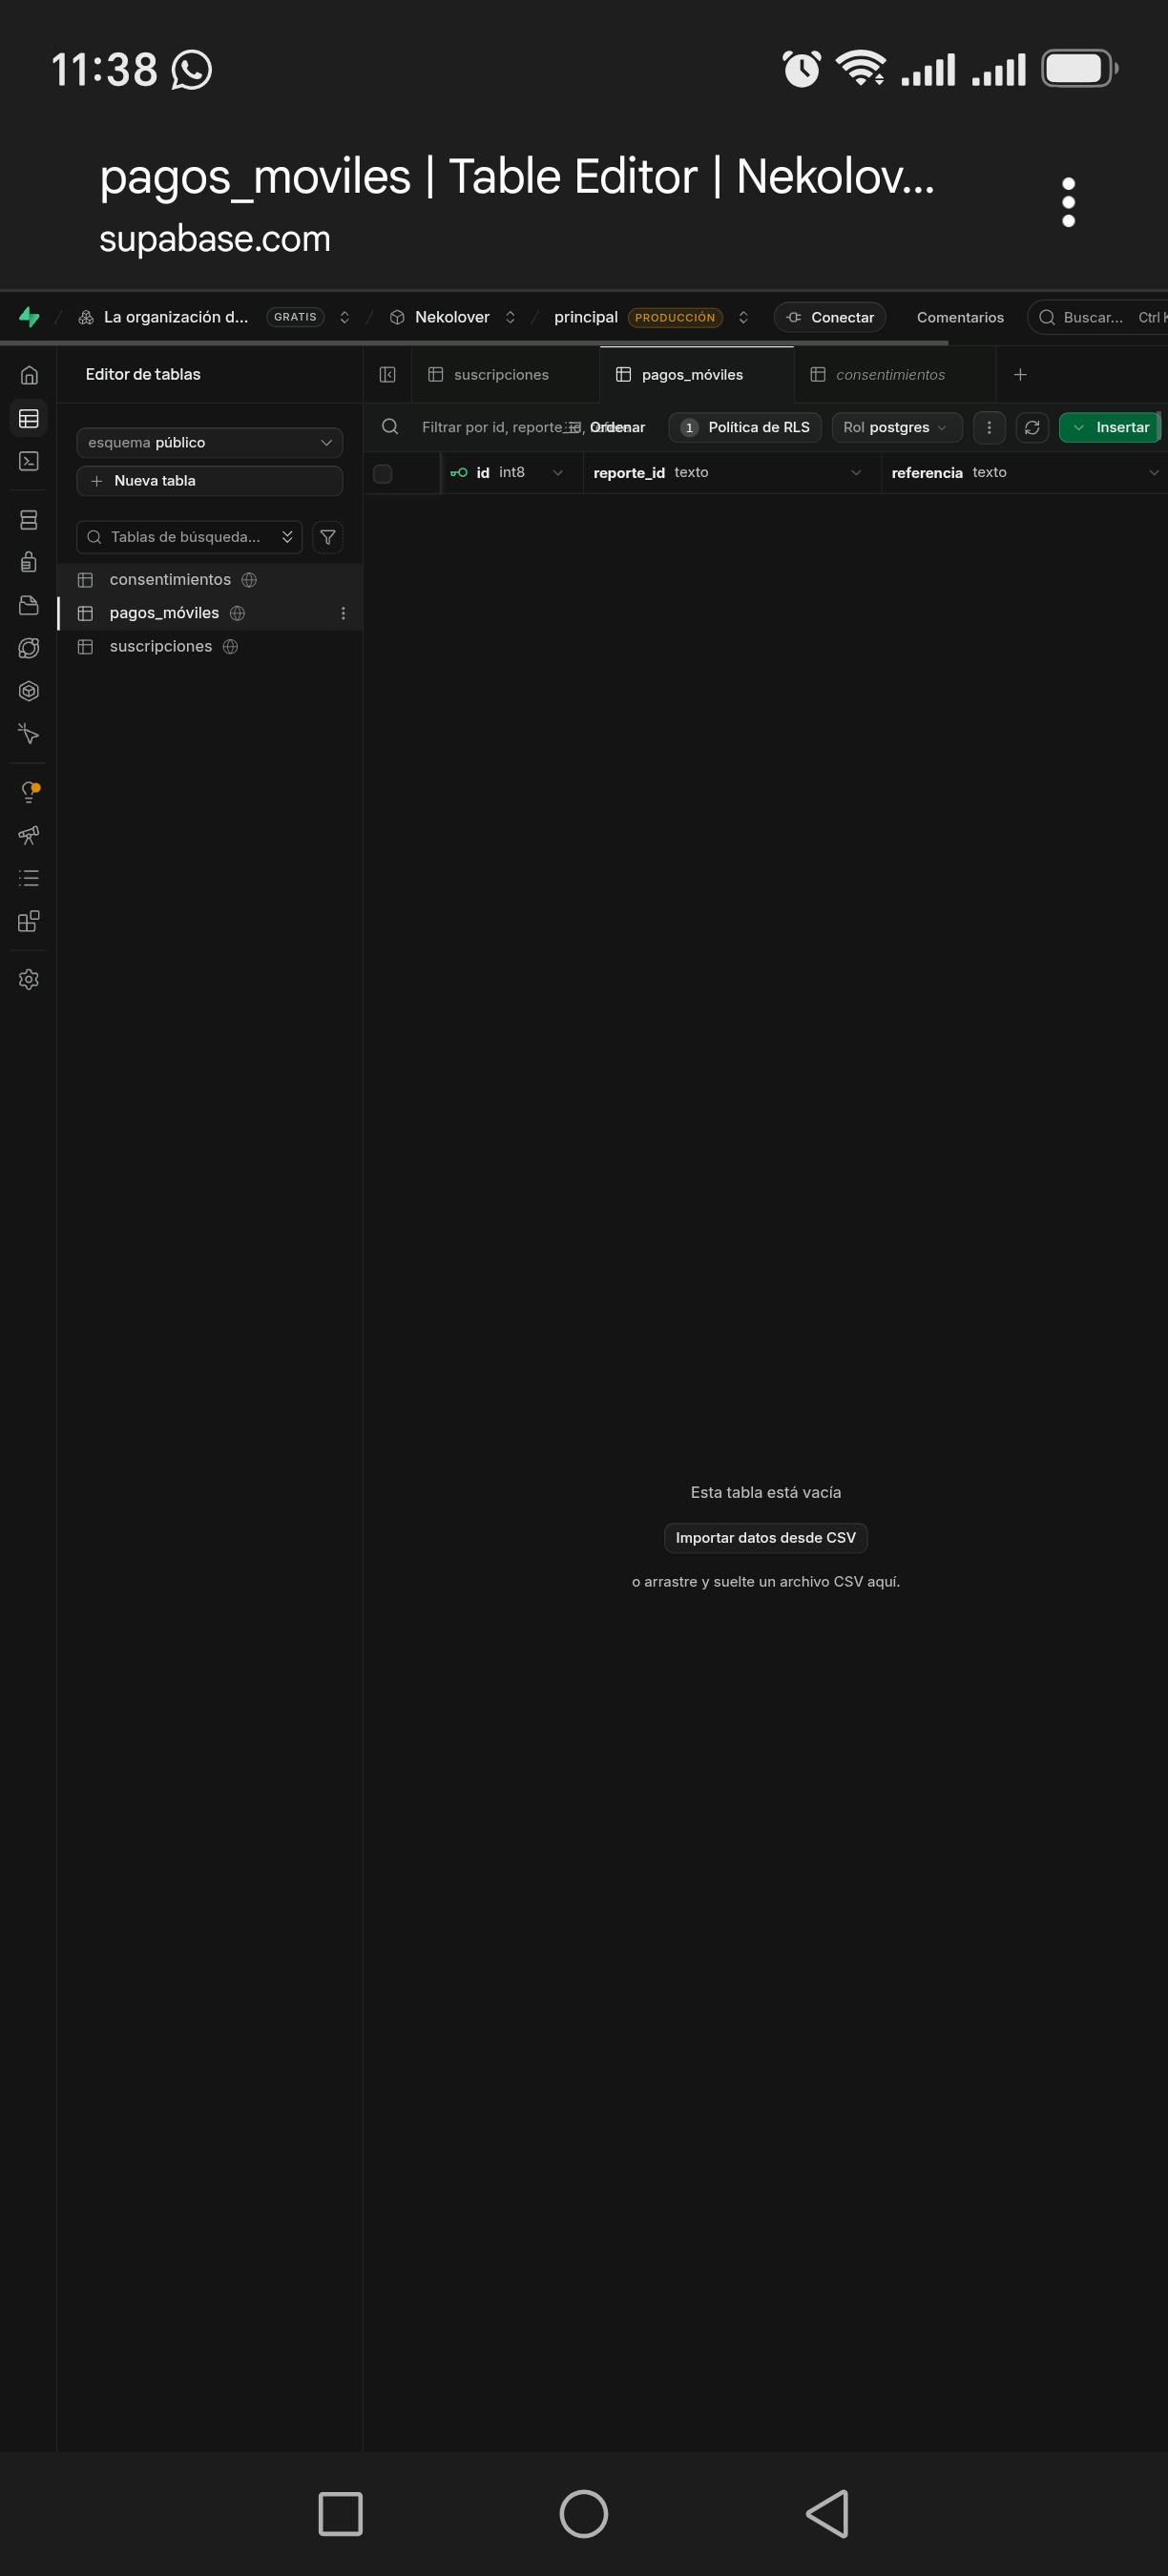 11:38
pagos_moviles | Table Editor | Nekolov...
supabase.com
La organización d... GRATIS Nekolover principal PRODUCCIÓN Conectar Comentarios Buscar... Ctrl K
Editor de tablas
suscripciones pagos_móviles consentimientos
esquema público
Filtrar por id, reporte_id, Ordenar 1 Política de RLS Rol postgres Insertar
Nueva tabla
id int8 reporte_id texto referencia texto
Tablas de búsqueda...
consentimientos
pagos_móviles
suscripciones
Esta tabla está vacía
Importar datos desde CSV
o arrastre y suelte un archivo CSV aquí.